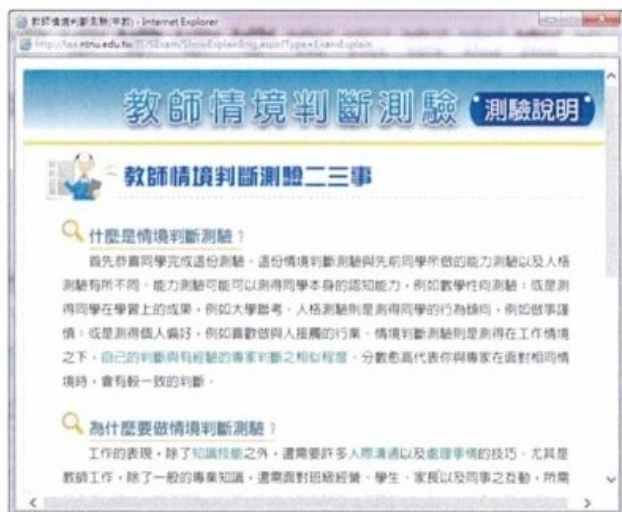 教師情境判斷測驗(中教) - Internet Explorer
教師情境判斷測驗 測驗說明
教師情境判斷測驗二三事
什麼是情境判斷測驗？
首先恭喜同學完成這份測驗。這份情境判斷測驗與先前同學所做的能力測驗以及人格
測驗有所不同。能力測驗可能可以測得同學本身的認知能力，例如數學性向測驗；或是測
得同學在學習上的成果，例如大學聯考。人格測驗則是測得同學的行為傾向，例如做事謹
慎；或是測得個人偏好，例如喜歡做與人接觸的行業。情境判斷測驗則是測得在工作情境
之下，自己的判斷與有經驗的專家判斷之相似程度。分數愈高代表你與專家在面對相同情
境時，會有較一致的判斷。
為什麼要做情境判斷測驗？
工作的表現，除了知識技能之外，還需要許多人際溝通以及處理事情的技巧。尤其是
教師工作，除了一般的專業知識，還需面對班級經營、學生、家長以及同事之互動，所需